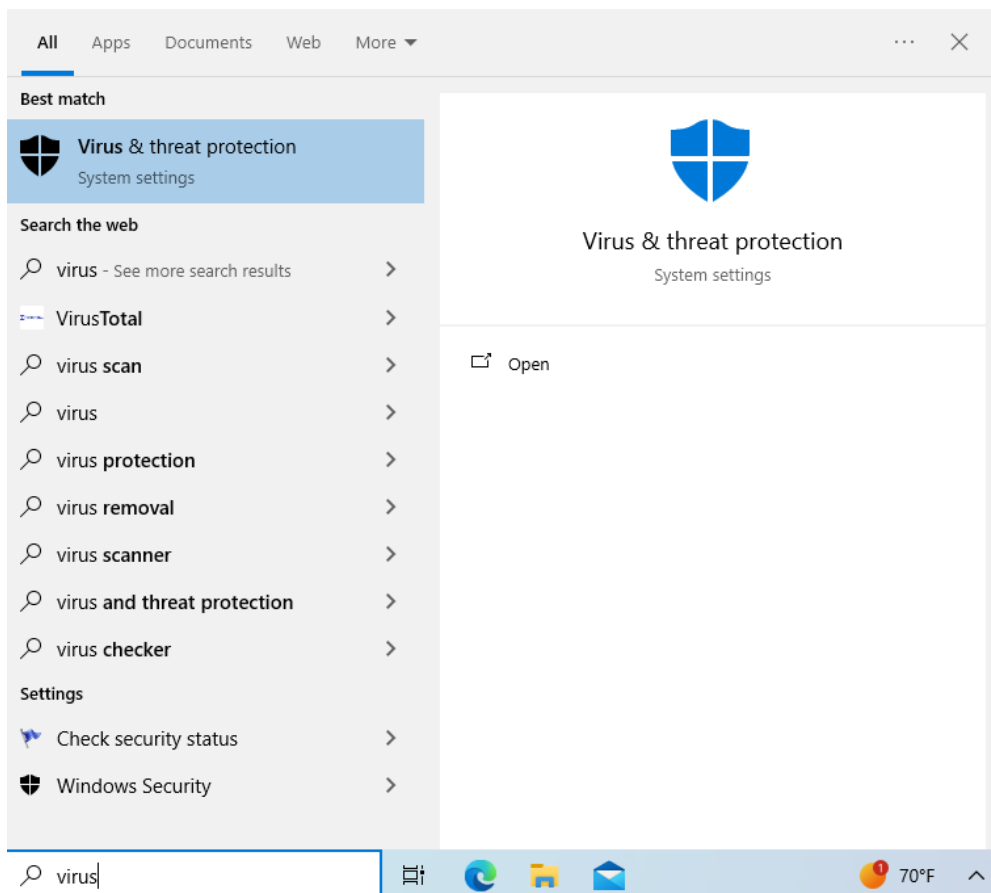 All Apps Documents Web More
Best match
Virus & threat protection
System settings
Search the web
virus - See more search results
VirusTotal
virus scan
virus
virus protection
virus removal
virus scanner
virus and threat protection
virus checker
Settings
Check security status
Windows Security
Virus & threat protection
System settings
Open
virus
1
70°F